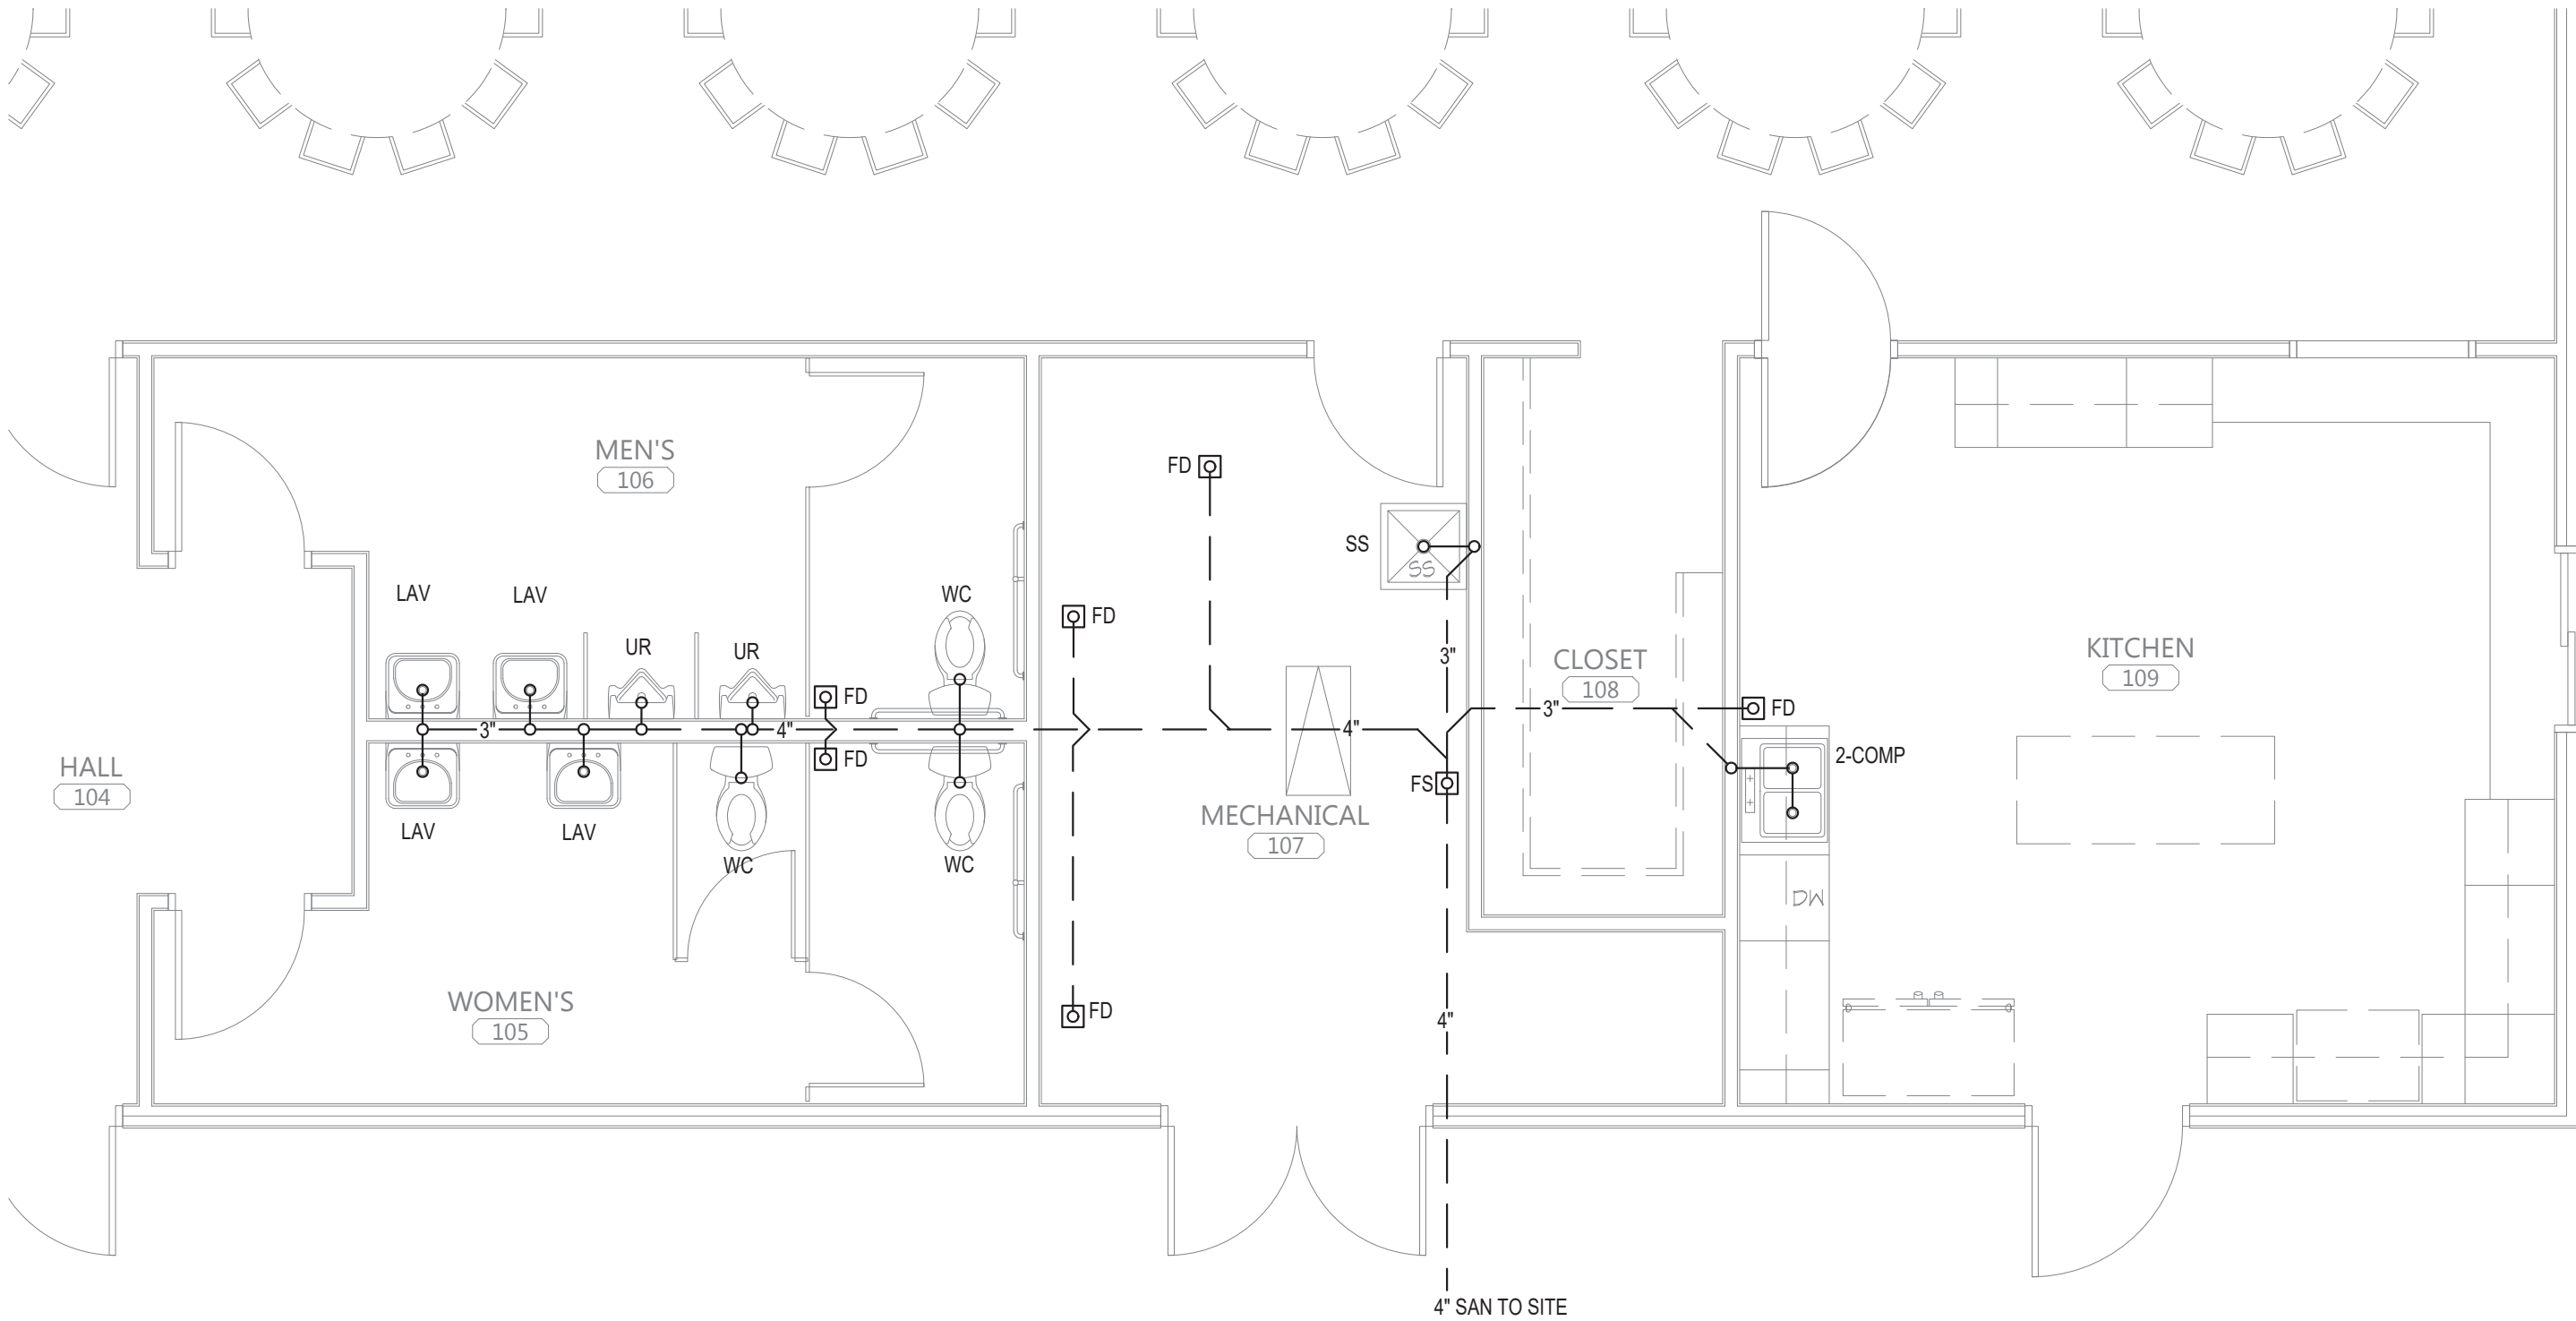 MEN'S
106
FD
SS
SS
LAV
LAV
WC
FD
UR
UR
3"
CLOSET
108
KITCHEN
109
FD
3"
FD
3"
4"
4"
FD
2-COMP
HALL
104
FS
MECHANICAL
107
LAV
LAV
WC
WC
DW
WOMEN'S
105
FD
4"
4" SAN TO SITE